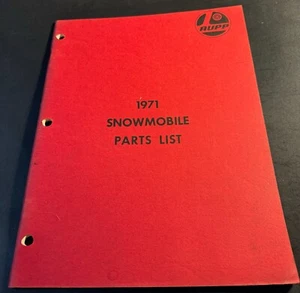 RUPP
1971
SNOWMOBILE
PARTS LIST